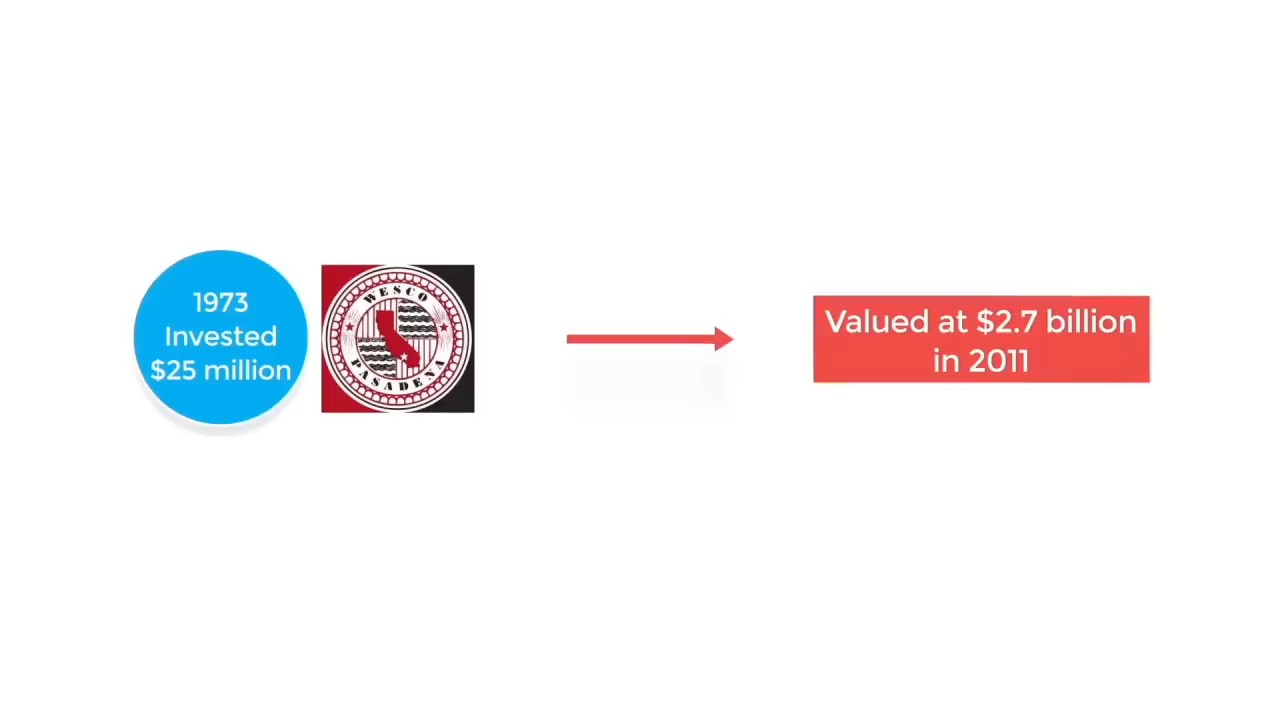 1973
Invested
$25 million
WESCO
PASADENA
Valued at $2.7 billion
in 2011